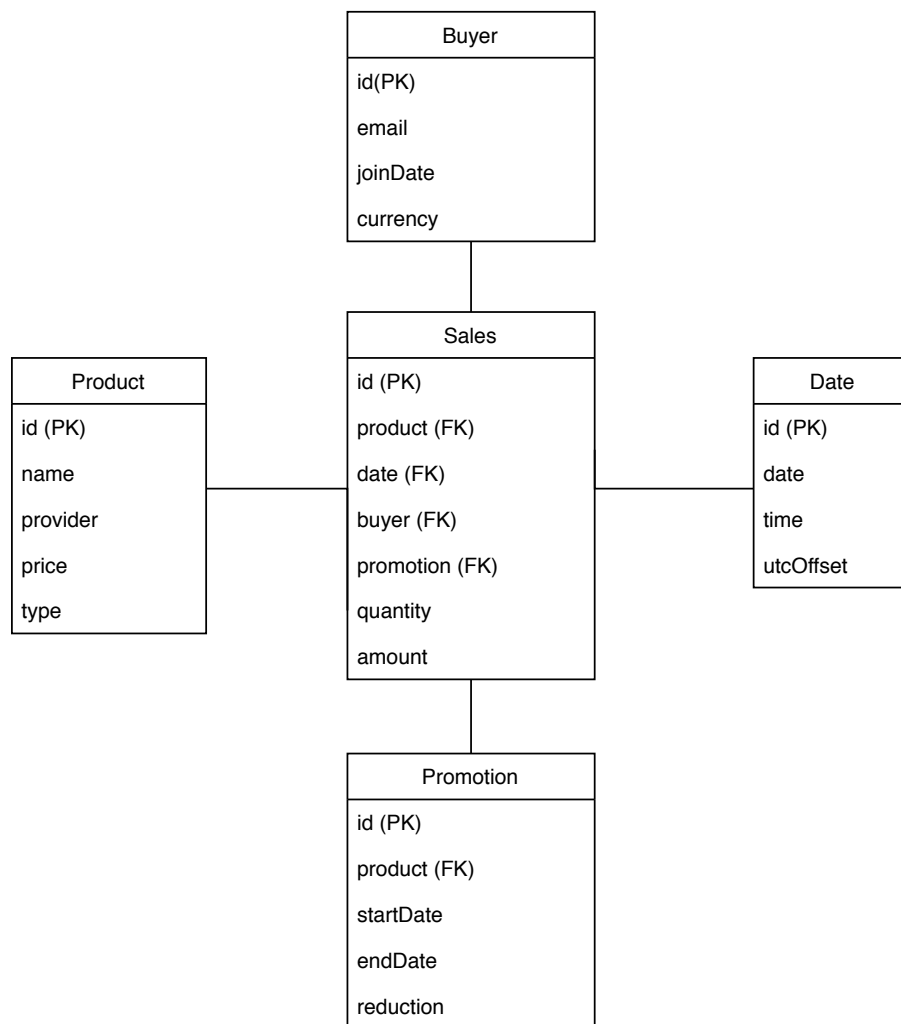 Buyer
id(PK)
email
joinDate
currency
Sales
id (PK)
product (FK)
date (FK)
buyer (FK)
promotion (FK)
quantity
amount
Product
id (PK)
name
provider
price
type
Date
id (PK)
date
time
utcOffset
Promotion
id (PK)
product (FK)
startDate
endDate
reduction